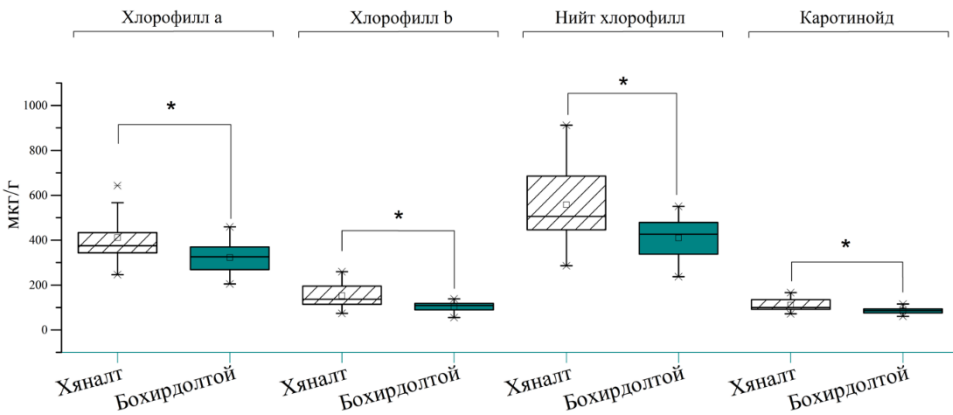 Хлорофилл a
Хлорофилл b
Нийт хлорофилл
Каротинойд
*
*
*
*
мкг/г
1000
800
600
400
200
0
Хяналт
Бохирдолтой
Хяналт
Бохирдолтой
Хяналт
Бохирдолтой
Хяналт
Бохирдолтой